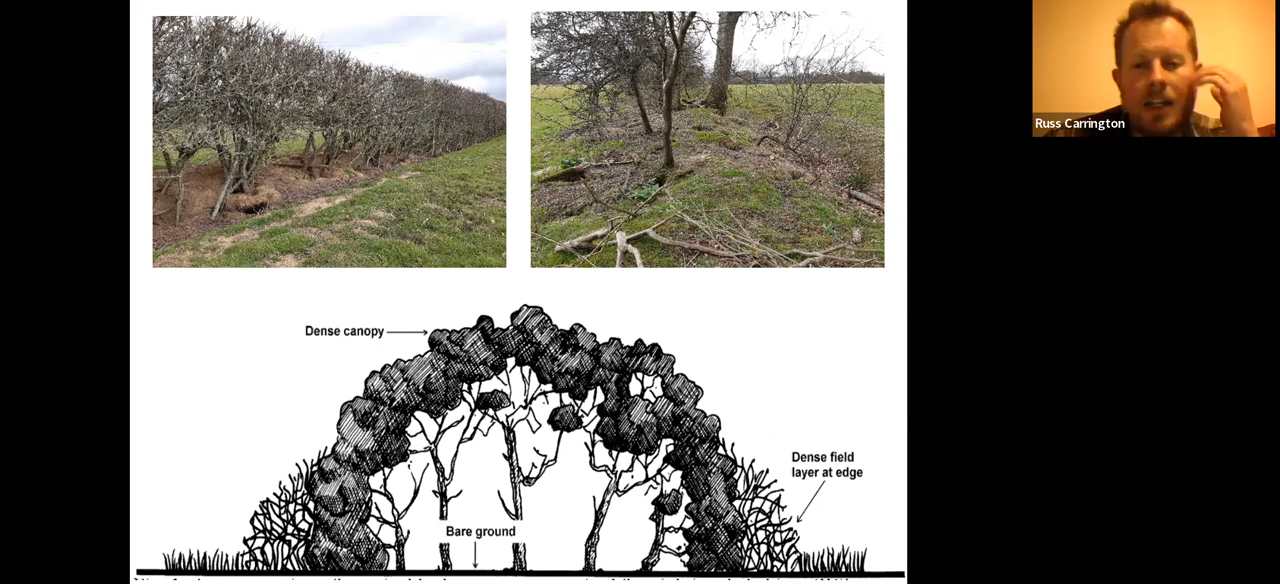 Russ Carrington
Dense canopy
Dense field
layer at edge
Bare ground